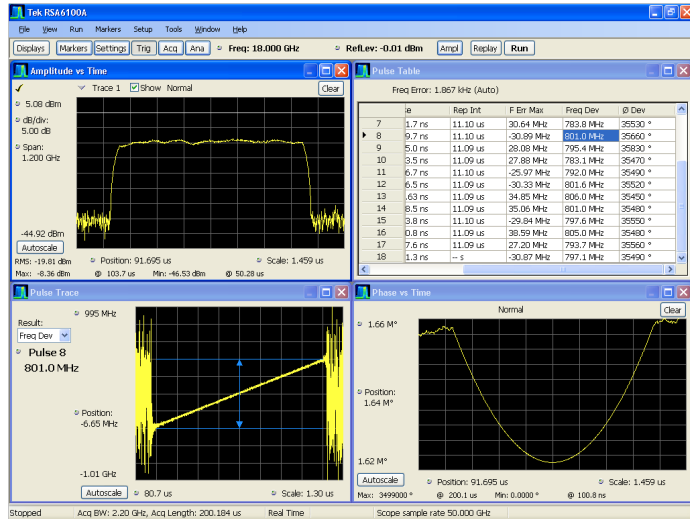 Tek RSA6100A
File View Run Markers Setup Tools Window Help
Displays Markers Settings Trig Acq Ana Freq: 18.000 GHz RefLev: -0.01 dBm Ampl Replay Run
Amplitude vs Time
Trace 1 Show Normal Clear
5.08 dBm
dB/div:
5.00 dB
Span:
1.200 GHz
-44.92 dBm
Autoscale
Position: 91.695 us Scale: 1.459 us
RMS: -19.81 dBm
Max: -8.36 dBm @ 103.7 us Min: -46.53 dBm @ 50.28 us
Pulse Table
Freq Error: 1.867 kHz (Auto)
Rep Int F Err Max Freq Dev Ø Dev
7 1.7 ns 11.10 us 30.64 MHz 783.8 MHz 35530 °
8 9.7 ns 11.10 us -30.89 MHz 801.0 MHz 35660 °
9 5.0 ns 11.09 us 28.08 MHz 795.4 MHz 35830 °
10 3.5 ns 11.09 us 27.88 MHz 783.1 MHz 35470 °
11 6.7 ns 11.10 us -25.97 MHz 792.0 MHz 35490 °
12 6.5 ns 11.10 us -30.33 MHz 801.6 MHz 35520 °
13 .63 ns 11.09 us 34.85 MHz 806.0 MHz 35450 °
14 8.5 ns 11.09 us 35.06 MHz 801.0 MHz 35480 °
15 3.8 ns 11.10 us -29.84 MHz 797.6 MHz 35550 °
16 0.8 ns 11.09 us 38.59 MHz 805.0 MHz 35480 °
17 7.6 ns 11.09 us 27.20 MHz 793.7 MHz 35560 °
18 1.3 ns -- s -30.87 MHz 797.1 MHz 35490 °
Pulse Trace
Result:
Freq Dev
Pulse 8
801.0 MHz
995 MHz
Position:
-6.65 MHz
-1.01 GHz
Autoscale 80.7 us Scale: 1.30 us
Phase vs Time
Normal Clear
1.66 M°
Position:
1.64 M°
1.62 M°
Autoscale Position: 91.695 us Scale: 1.459 us
Max: 3499000 ° @ 200.1 us Min: 0.0000 ° @ 100.8 ns
Stopped Acq BW: 2.20 GHz, Acq Length: 200.184 us Real Time Scope sample rate 50.000 GHz